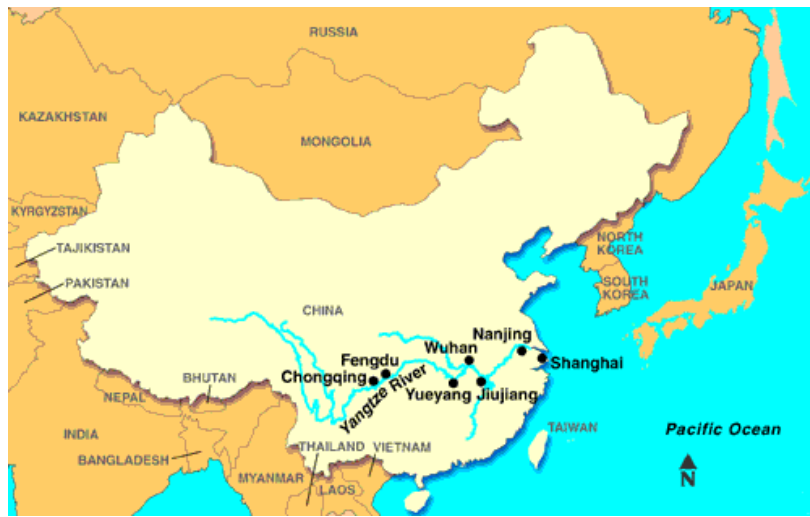 RUSSIA
KAZAKHSTAN
MONGOLIA
KYRGYZSTAN
TAJIKISTAN
PAKISTAN
NORTH
KOREA
SOUTH
KOREA
JAPAN
CHINA
Nanjing
Wuhan
Shanghai
Fengdu
Chongqing
Yangtze River
Yueyang
Jiujiang
BHUTAN
NEPAL
INDIA
BANGLADESH
MYANMAR
THAILAND
LAOS
VIETNAM
TAIWAN
Pacific Ocean
N